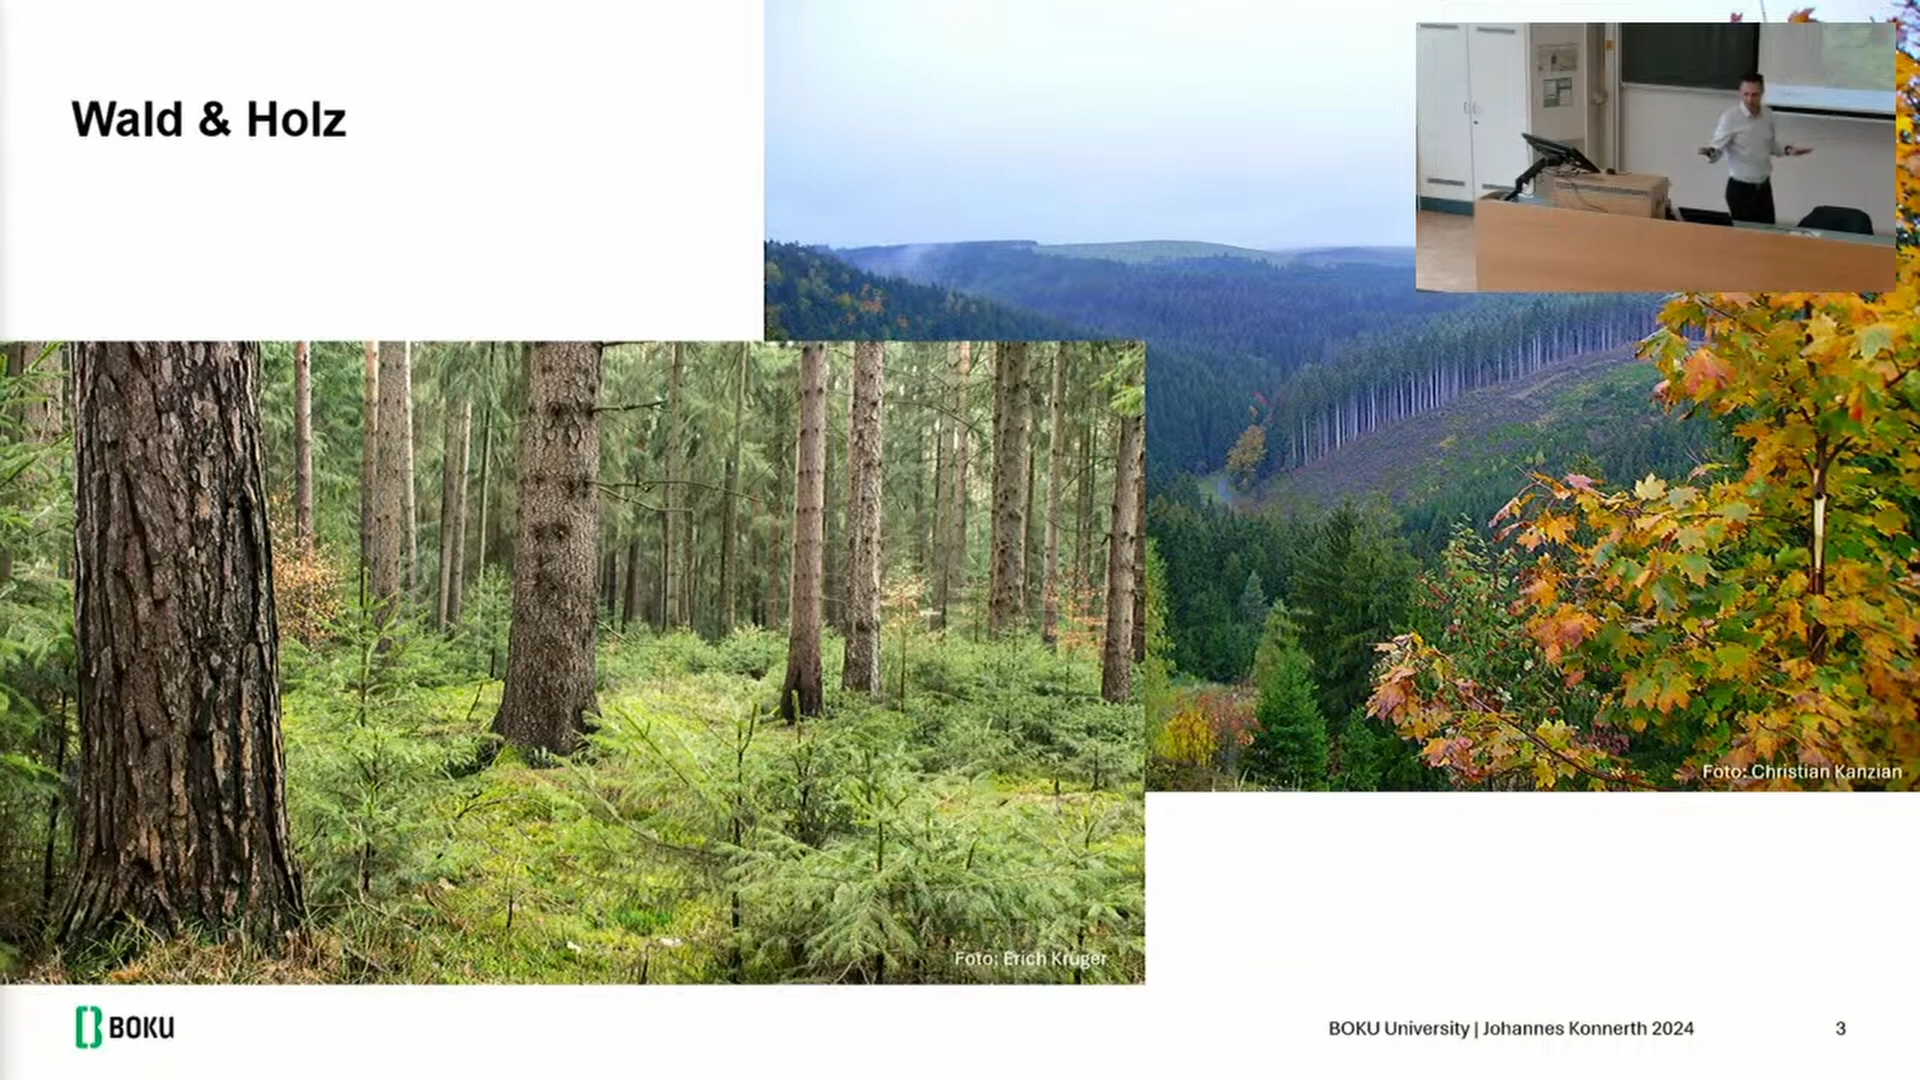 Wald & Holz
Foto: Christian Kanzian
Foto: Erich Krüger
BOKU
BOKU University | Johannes Konnerth 2024
3